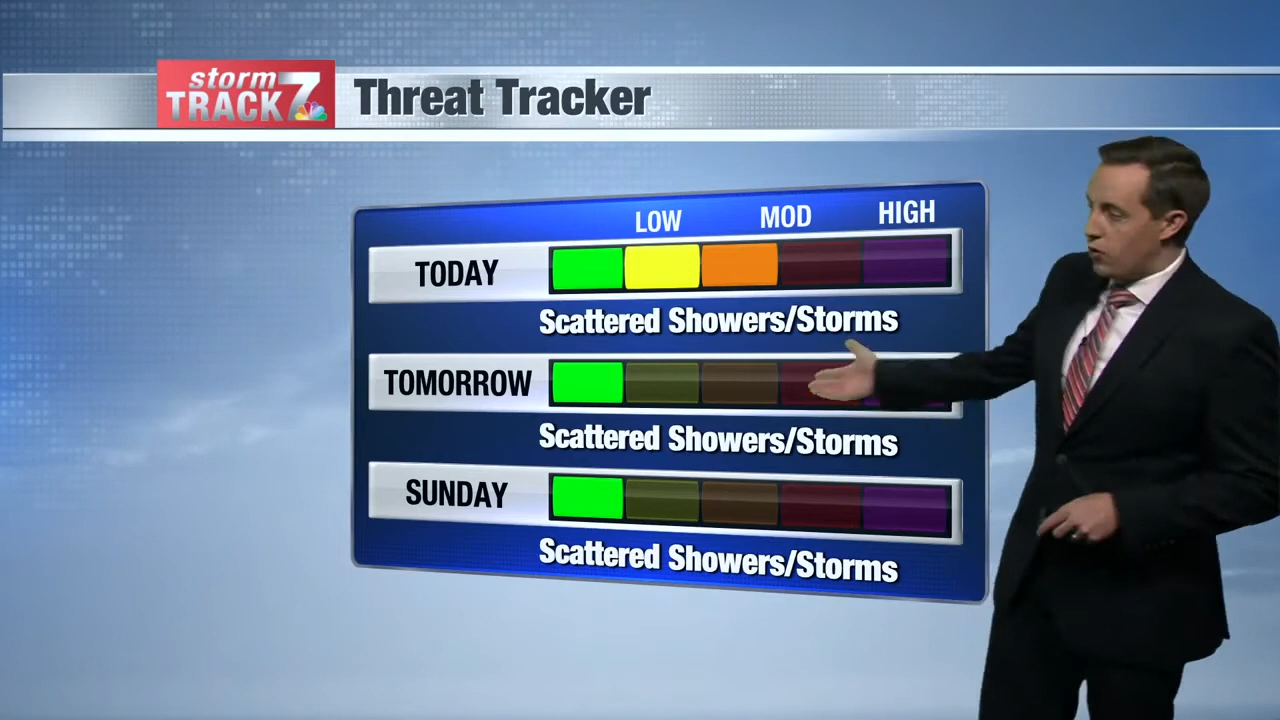 storm
TRACK 7
Threat Tracker
LOW MOD HIGH
TODAY
Scattered Showers/Storms
TOMORROW
Scattered Showers/Storms
SUNDAY
Scattered Showers/Storms